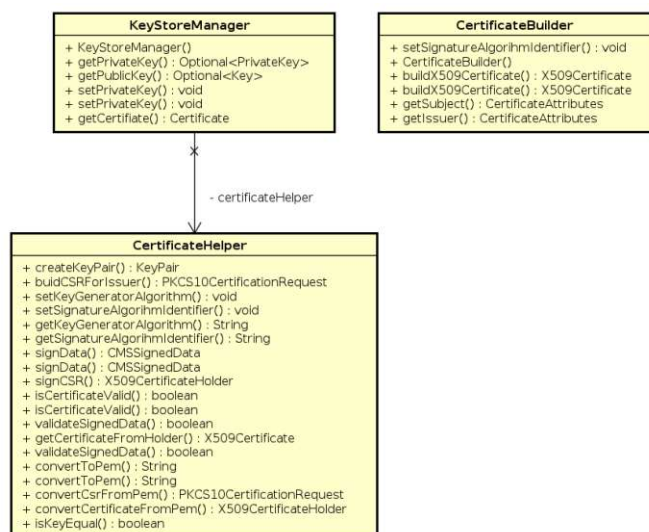 KeyStoreManager
+ KeyStoreManager()
+ getPrivateKey() : Optional<PrivateKey>
+ getPublicKey() : Optional<Key>
+ setPrivateKey() : void
+ setPrivateKey() : void
+ getCertifiate() : Certificate
CertificateBuilder
+ setSignatureAlgorihmIdentifier() : void
+ CertificateBuilder()
+ buildX509Certificate() : X509Certificate
+ buildX509Certificate() : X509Certificate
+ getSubject() : CertificateAttributes
+ getIssuer() : CertificateAttributes
- certificateHelper
CertificateHelper
+ createKeyPair() : KeyPair
+ buidCSRForIssuer() : PKCS10CertificationRequest
+ setKeyGeneratorAlgorithm() : void
+ setSignatureAlgorihmIdentifier() : void
+ getKeyGeneratorAlgorithm() : String
+ getSignatureAlgorihmIdentifier() : String
+ signData() : CMSSignedData
+ signData() : CMSSignedData
+ signCSR() : X509CertificateHolder
+ isCertificateValid() : boolean
+ isCertificateValid() : boolean
+ validateSignedData() : boolean
+ getCertificateFromHolder() : X509Certificate
+ validateSignedData() : boolean
+ convertToPem() : String
+ convertToPem() : String
+ convertCsrFromPem() : PKCS10CertificationRequest
+ convertCertificateFromPem() : X509CertificateHolder
+ isKeyEqual() : boolean